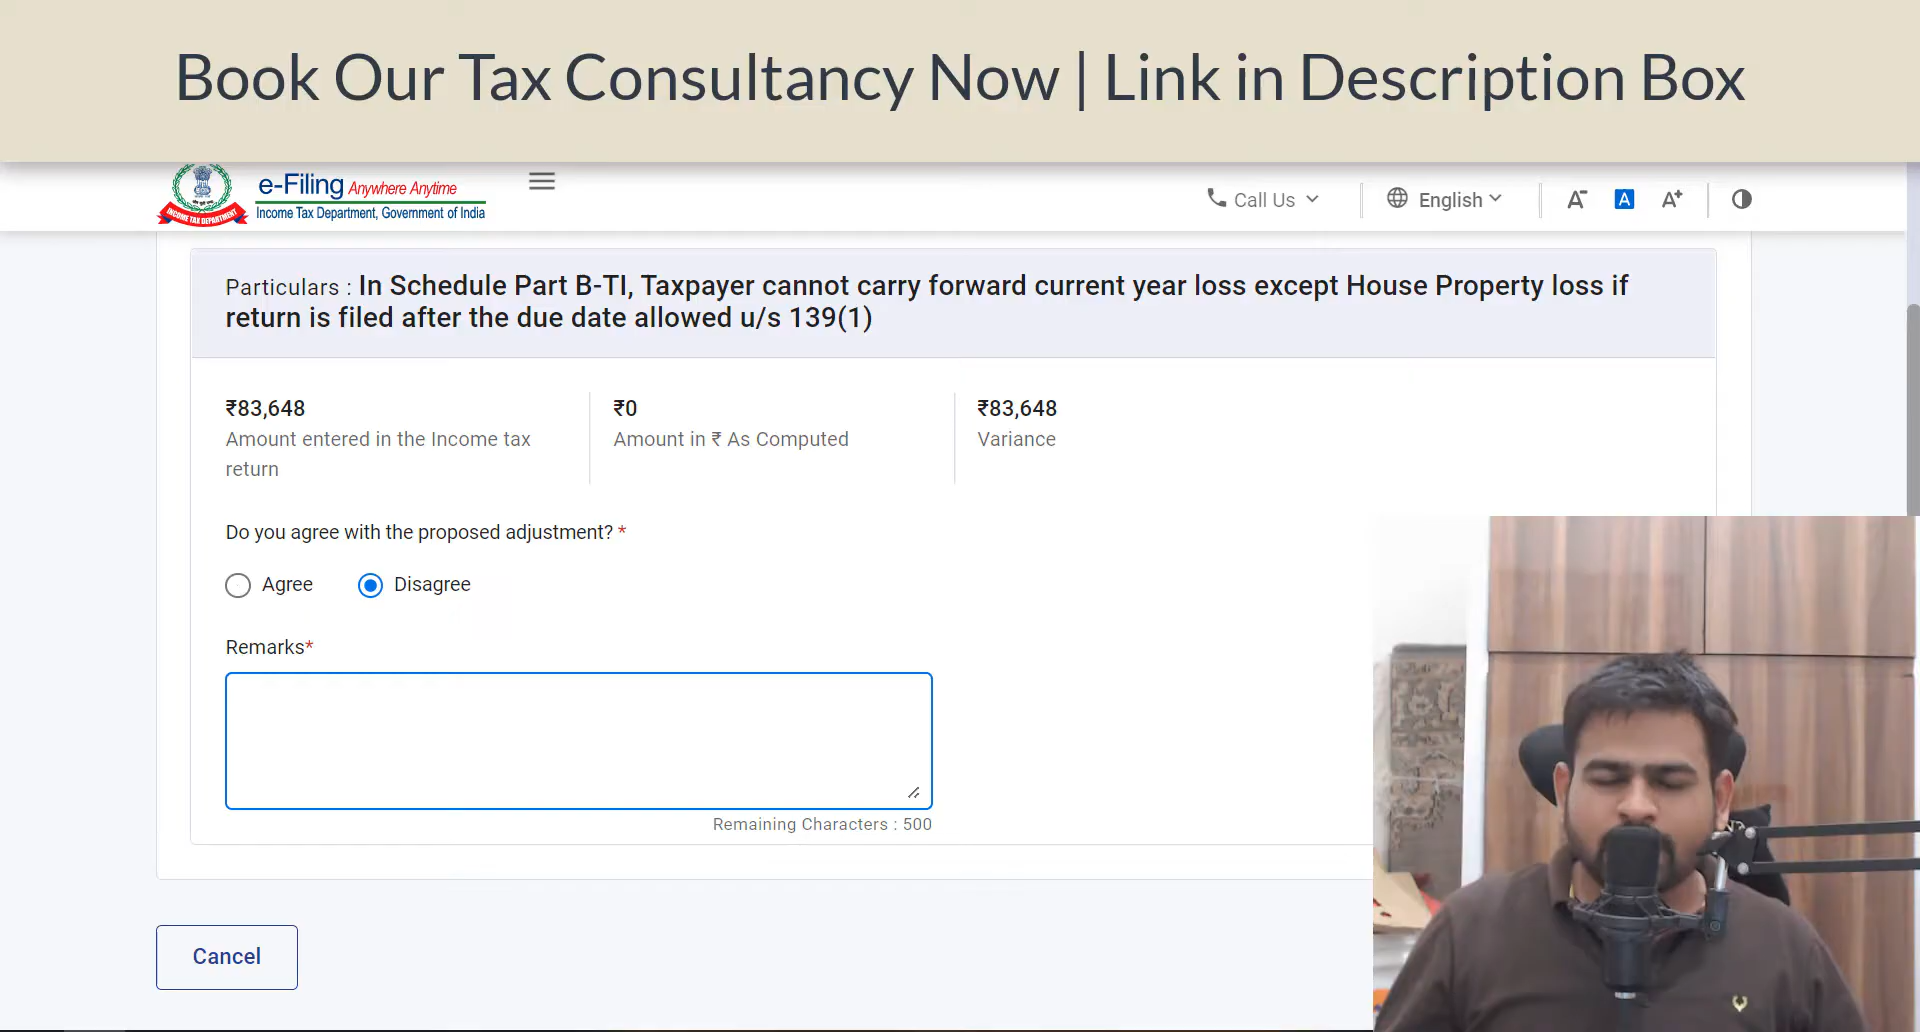 Book Our Tax Consultancy Now | Link in Description Box
e-Filing Anywhere Anytime
Income Tax Department, Government of India
INCOME TAX DEPARTMENT
Call Us
English
A-
A
A+
Particulars : In Schedule Part B-TI, Taxpayer cannot carry forward current year loss except House Property loss if
return is filed after the due date allowed u/s 139(1)
₹83,648
Amount entered in the Income tax
return
₹0
Amount in ₹ As Computed
₹83,648
Variance
Do you agree with the proposed adjustment? *
Agree
Disagree
Remarks*
Remaining Characters : 500
Cancel